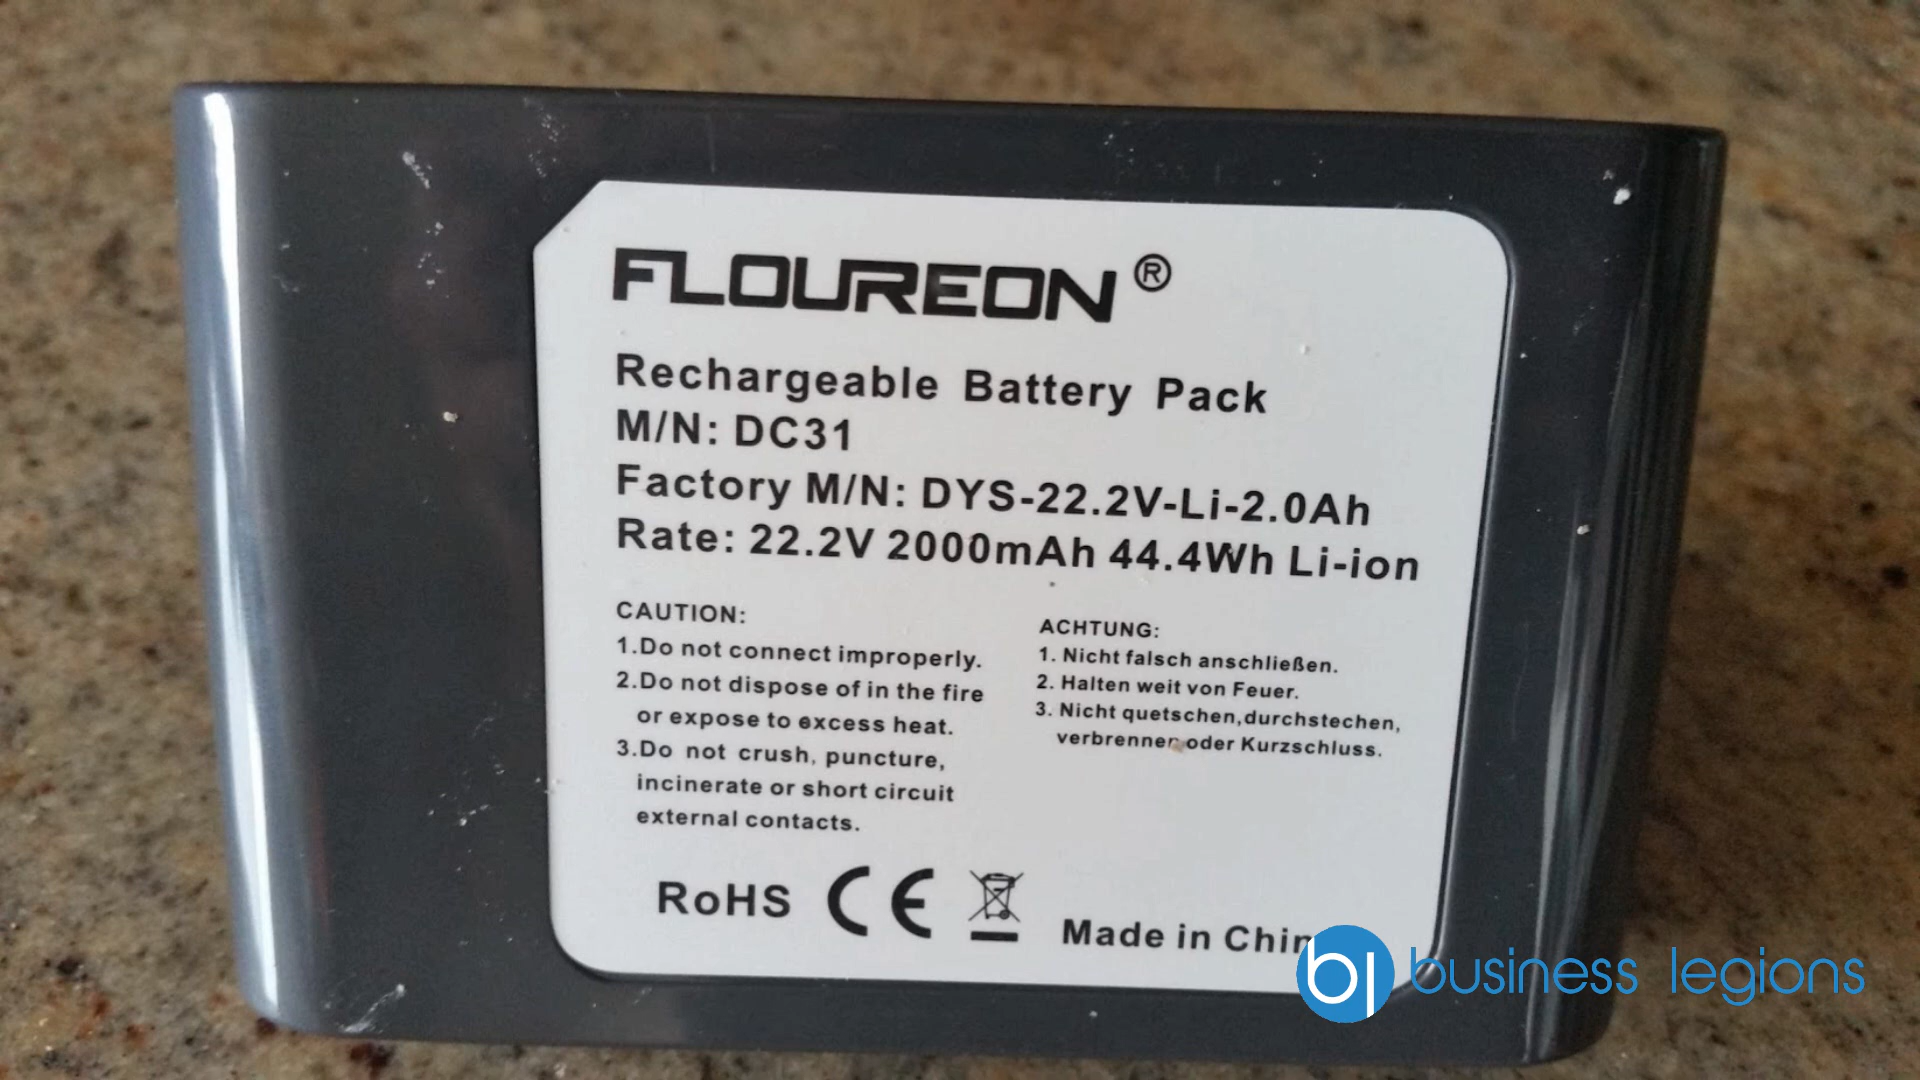 FLOUREON®
Rechargeable Battery Pack
M/N: DC31
Factory M/N: DYS-22.2V-Li-2.0Ah
Rate: 22.2V 2000mAh 44.4Wh Li-ion
CAUTION:
1.Do not connect improperly.
2.Do not dispose of in the fire
or expose to excess heat.
3.Do not crush, puncture,
incinerate or short circuit
external contacts.
ACHTUNG:
1. Nicht falsch anschließen.
2. Halten weit von Feuer.
3. Nicht quetschen,durchstechen,
verbrennen oder Kurzschluss.
RoHS CE
Made in Chin
bl business legions